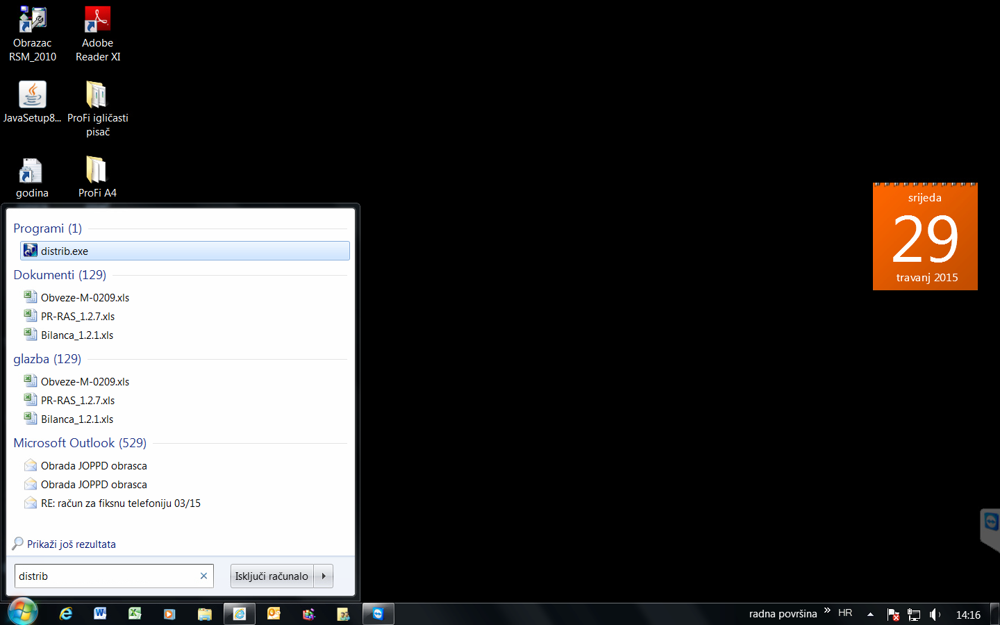 Obrazac
RSM_2010
Adobe
Reader XI
JavaSetup8...
ProFi igličasti
pisač
godina
ProFi A4
srijeda
29
travanj 2015
Programi (1)
distrib.exe
Dokumenti (129)
Obveze-M-0209.xls
PR-RAS_1.2.7.xls
Bilanca_1.2.1.xls
glazba (129)
Obveze-M-0209.xls
PR-RAS_1.2.7.xls
Bilanca_1.2.1.xls
Microsoft Outlook (529)
Obrada JOPPD obrasca
Obrada JOPPD obrasca
RE: račun za fiksnu telefoniju 03/15
Prikaži još rezultata
distrib
Isključi računalo
radna površina » HR 14:16